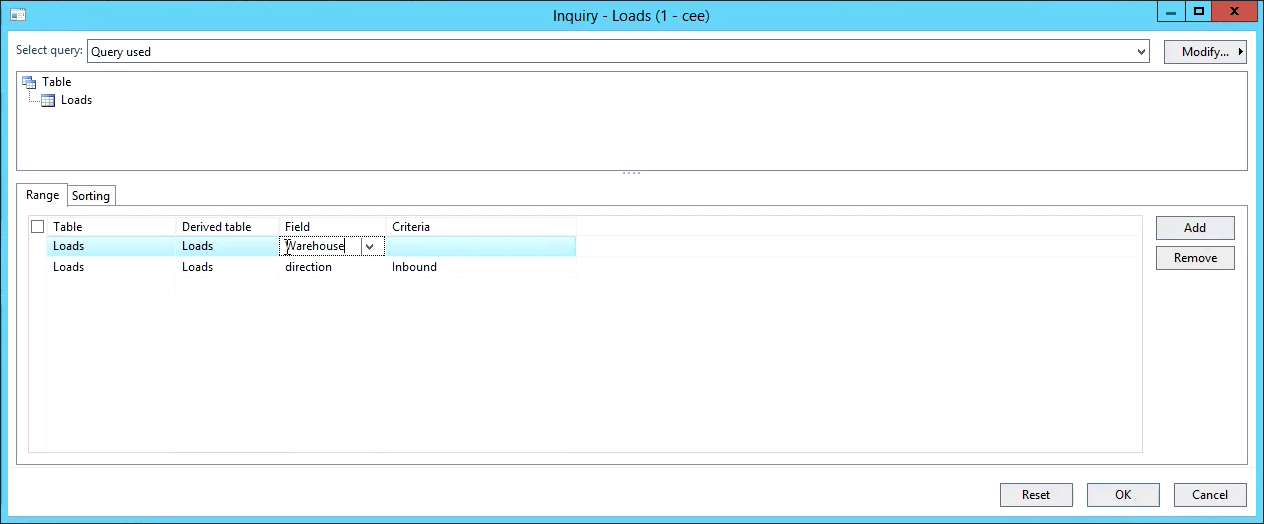 Inquiry - Loads (1 - cee)
X
Select query: Query used Modify...
Table
Loads
Range Sorting
Table Derived table Field Criteria Add
Loads Loads Warehouse
Remove
Loads Loads direction Inbound
Reset OK Cancel